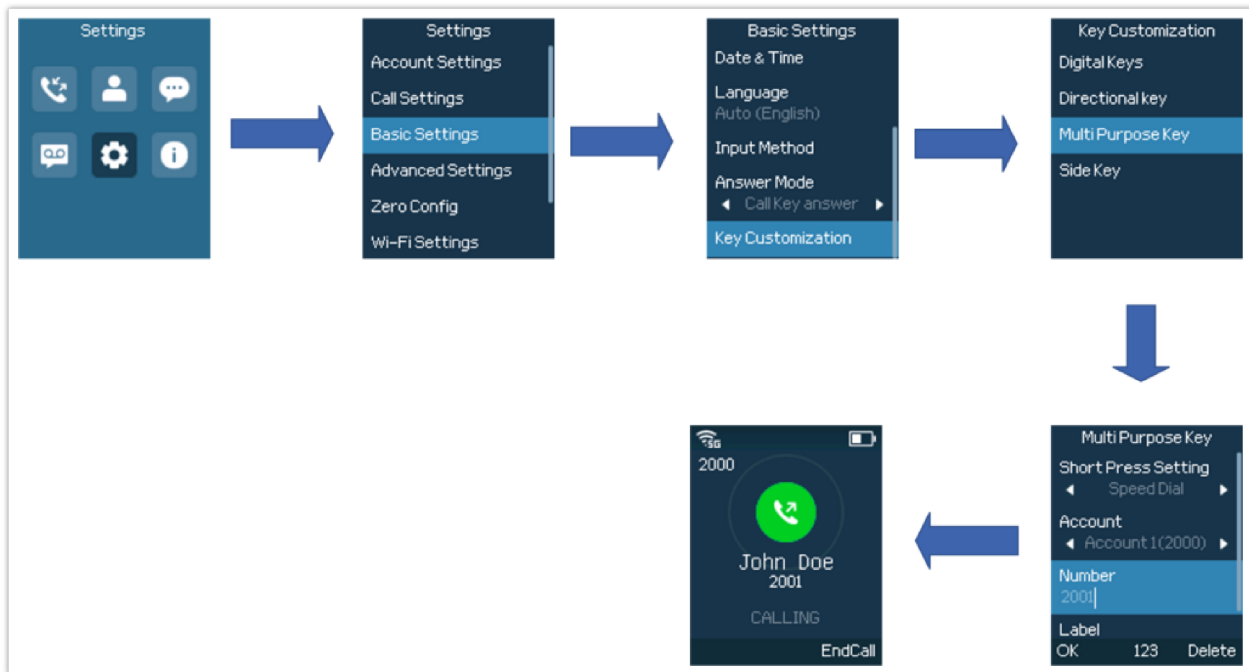 Settings
Settings
Account Settings
Call Settings
Basic Settings
Advanced Settings
Zero Config
Wi-Fi Settings
Basic Settings
Date & Time
Language
Auto (English)
Input Method
Answer Mode
Call Key answer
Key Customization
Key Customization
Digital Keys
Directional key
Multi Purpose Key
Side Key
Multi Purpose Key
Short Press Setting
Speed Dial
Account
Account 1(2000)
Number
2001
Label
OK 123 Delete
5G
2000
John Doe
2001
CALLING
EndCall